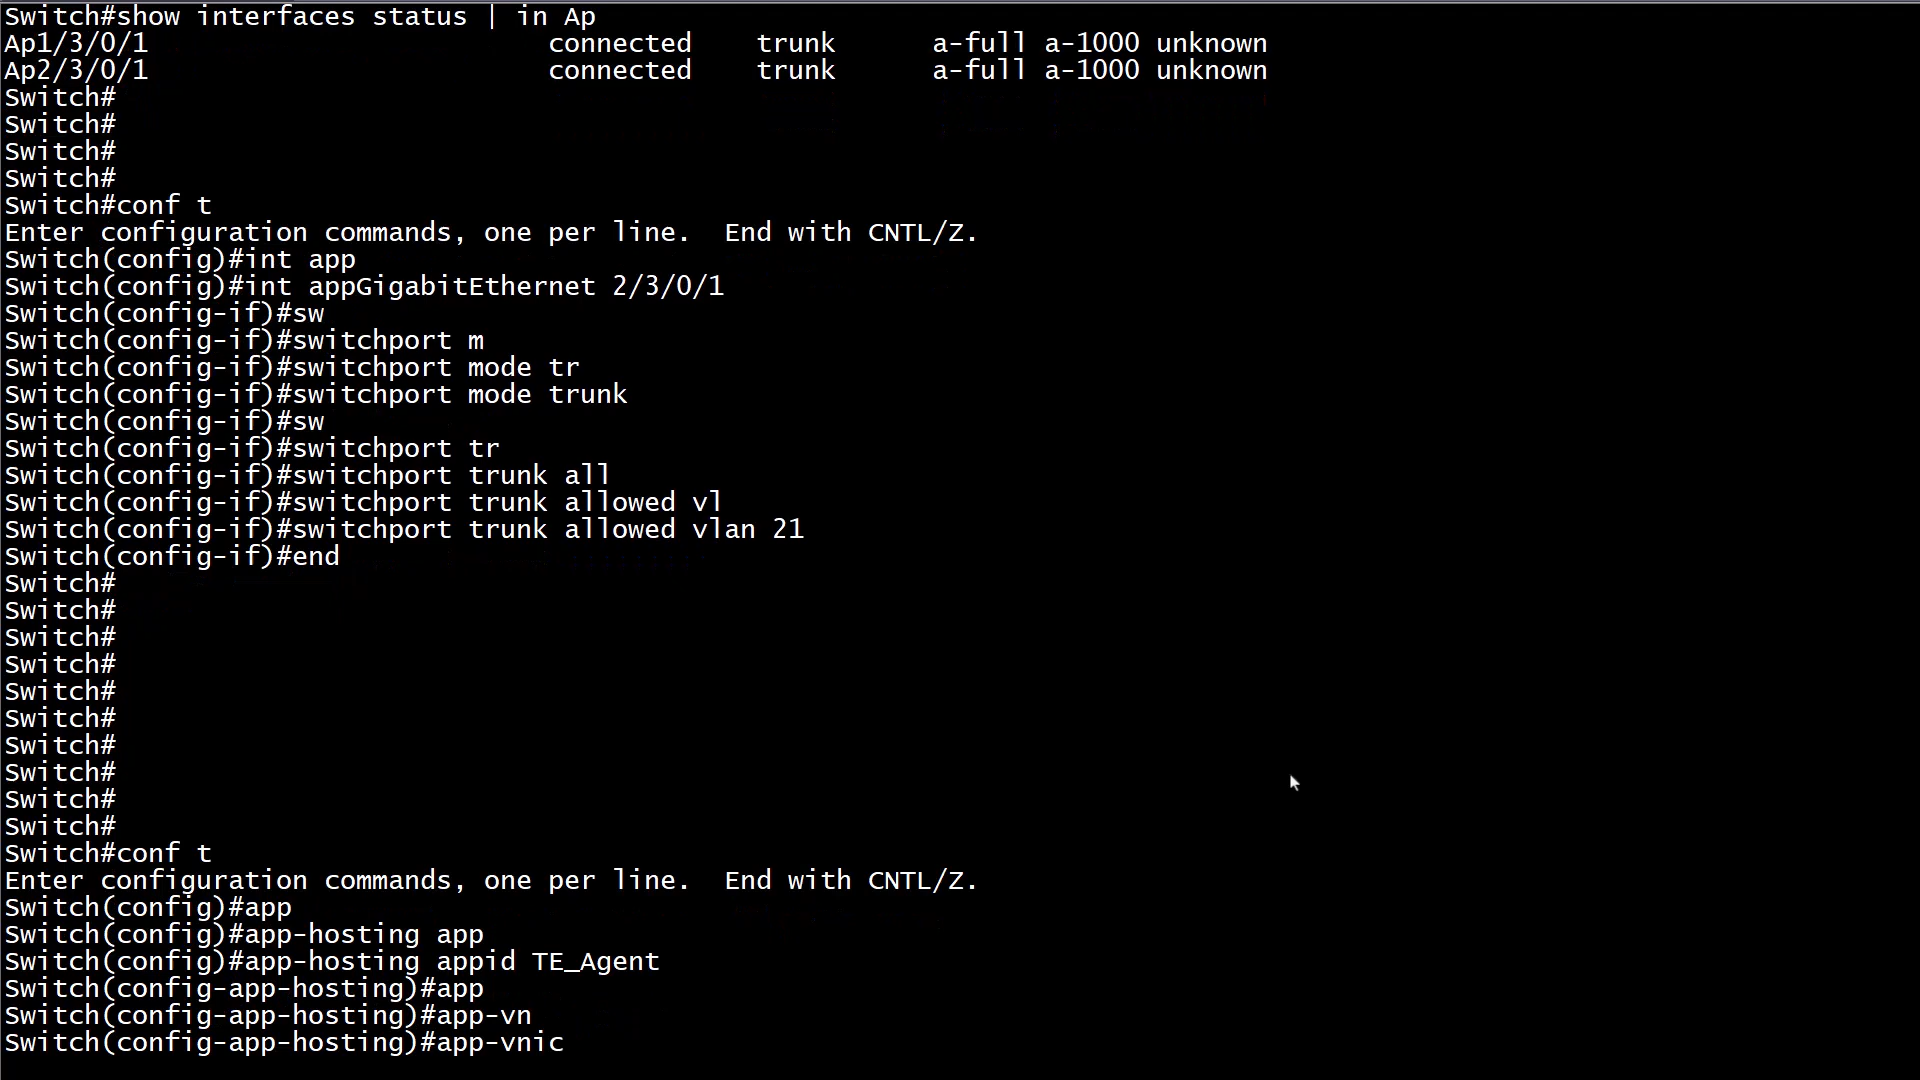 Switch#show interfaces status | in Ap
Ap1/3/0/1                         connected    trunk      a-full a-1000 unknown
Ap2/3/0/1                         connected    trunk      a-full a-1000 unknown
Switch#
Switch#
Switch#
Switch#
Switch#conf t
Enter configuration commands, one per line.  End with CNTL/Z.
Switch(config)#int app
Switch(config)#int appGigabitEthernet 2/3/0/1
Switch(config-if)#sw
Switch(config-if)#switchport m
Switch(config-if)#switchport mode tr
Switch(config-if)#switchport mode trunk
Switch(config-if)#sw
Switch(config-if)#switchport tr
Switch(config-if)#switchport trunk all
Switch(config-if)#switchport trunk allowed vl
Switch(config-if)#switchport trunk allowed vlan 21
Switch(config-if)#end
Switch#
Switch#
Switch#
Switch#
Switch#
Switch#
Switch#
Switch#
Switch#
Switch#
Switch#conf t
Enter configuration commands, one per line.  End with CNTL/Z.
Switch(config)#app
Switch(config)#app-hosting app
Switch(config)#app-hosting appid TE_Agent
Switch(config-app-hosting)#app
Switch(config-app-hosting)#app-vn
Switch(config-app-hosting)#app-vnic